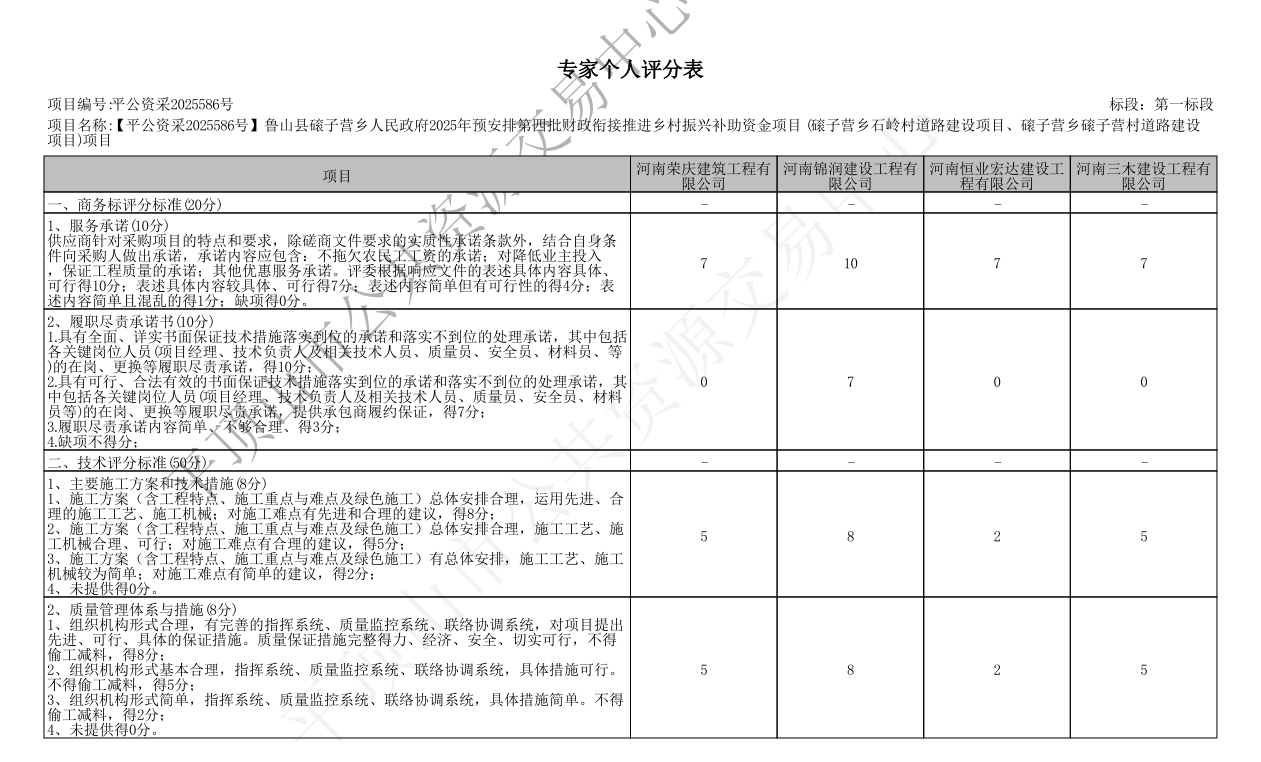 专家个人评分表
项目编号:平公资采2025586号
标段：第一标段
项目名称:【平公资采2025586号】鲁山县磙子营乡人民政府2025年预安排第四批财政衔接推进乡村振兴补助资金项目 (磙子营乡石岭村道路建设项目、磙子营乡磙子营村道路建设
项目)项目
项目
河南荣庆建筑工程有
限公司
河南锦润建设工程有
限公司
河南恒业宏达建设工
程有限公司
河南三木建设工程有
限公司
一、商务标评分标准(20分)
- - - -
1、服务承诺(10分)
供应商针对采购项目的特点和要求，除磋商文件要求的实质性承诺条款外，结合自身条
件向采购人做出承诺，承诺内容应包含：不拖欠农民工工资的承诺；对降低业主投入
，保证工程质量的承诺；其他优惠服务承诺。评委根据响应文件的表述具体内容具体、
可行得10分；表述具体内容较具体、可行得7分；表述内容简单但有可行性的得4分；表
述内容简单且混乱的得1分；缺项得0分。
7 10 7 7
2、履职尽责承诺书(10分)
1.具有全面、详实书面保证技术措施落实到位的承诺和落实不到位的处理承诺，其中包括
各关键岗位人员(项目经理、技术负责人及相关技术人员、质量员、安全员、材料员、等
)的在岗、更换等履职尽责承诺，得10分；
2.具有可行、合法有效的书面保证技术措施落实到位的承诺和落实不到位的处理承诺，其
中包括各关键岗位人员(项目经理、技术负责人及相关技术人员、质量员、安全员、材料
员等)的在岗、更换等履职尽责承诺，提供承包商履约保证，得7分；
3.履职尽责承诺内容简单、不够合理、得3分；
4.缺项不得分；
0 7 0 0
二、技术评分标准(50分)
- - - -
1、主要施工方案和技术措施(8分)
1、施工方案（含工程特点、施工重点与难点及绿色施工）总体安排合理，运用先进、合
理的施工工艺、施工机械；对施工难点有先进和合理的建议，得8分；
2、施工方案（含工程特点、施工重点与难点及绿色施工）总体安排合理，施工工艺、施
工机械合理、可行；对施工难点有合理的建议，得5分；
3、施工方案（含工程特点、施工重点与难点及绿色施工）有总体安排，施工工艺、施工
机械较为简单；对施工难点有简单的建议，得2分；
4、未提供得0分。
5 8 2 5
2、质量管理体系与措施(8分)
1、组织机构形式合理，有完善的指挥系统、质量监控系统、联络协调系统，对项目提出
先进、可行、具体的保证措施。质量保证措施完整得力、经济、安全、切实可行，不得
偷工减料，得8分；
2、组织机构形式基本合理，指挥系统、质量监控系统、联络协调系统，具体措施可行。
不得偷工减料，得5分；
3、组织机构形式简单，指挥系统、质量监控系统、联络协调系统，具体措施简单。不得
偷工减料，得2分；
4、未提供得0分。
5 8 2 5
平顶山市公共资源交易中心
平顶山市公共资源交易中心